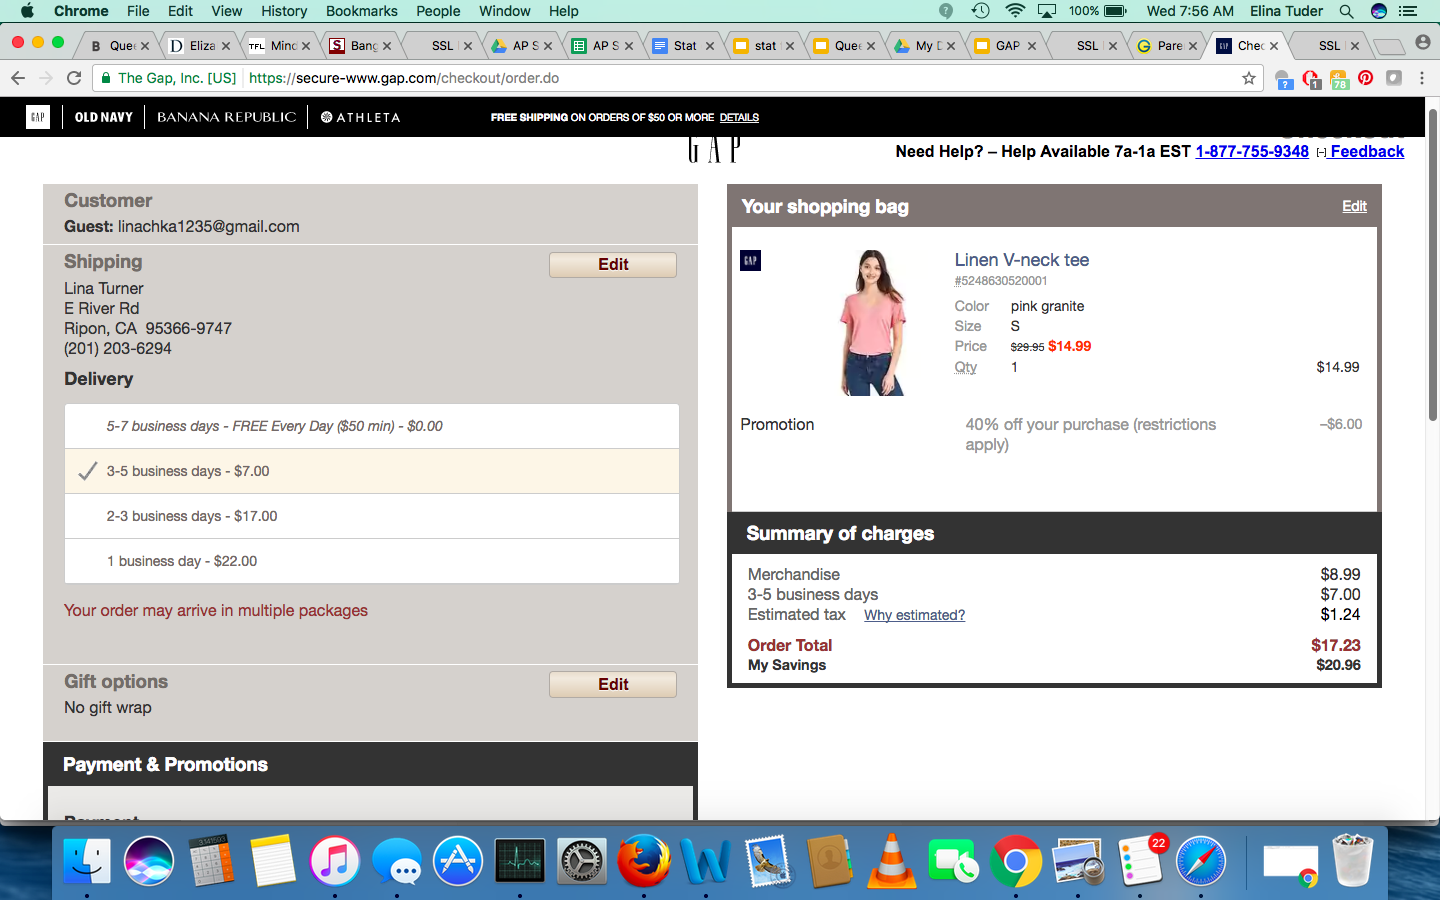 Chrome File Edit View History Bookmarks People Window Help 100% Wed 7:56 AM Elina Tuder
B Quee Eliza TFL Mind S Bang SSL AP S AP S Stat stat Quee My D GAP SSL Pare GAP Chec SSL
The Gap, Inc. [US] https://secure-www.gap.com/checkout/order.do ? 1 78
GAP OLD NAVY BANANA REPUBLIC ATHLETA FREE SHIPPING ON ORDERS OF $50 OR MORE DETAILS
GAP
Need Help? – Help Available 7a-1a EST 1-877-755-9348 [-] Feedback
Customer
Guest: linachka1235@gmail.com
Shipping
Edit
Lina Turner
E River Rd
Ripon, CA 95366-9747
(201) 203-6294
Delivery
5-7 business days - FREE Every Day ($50 min) - $0.00
3-5 business days - $7.00
2-3 business days - $17.00
1 business day - $22.00
Your order may arrive in multiple packages
Gift options
Edit
No gift wrap
Payment & Promotions
Payment
Your shopping bag
Edit
GAP
Linen V-neck tee
#5248630520001
Color pink granite
Size S
Price $29.95 $14.99
Qty 1 $14.99
Promotion 40% off your purchase (restrictions –$6.00
apply)
Summary of charges
Merchandise $8.99
3-5 business days $7.00
Estimated tax Why estimated? $1.24
Order Total $17.23
My Savings $20.96
22